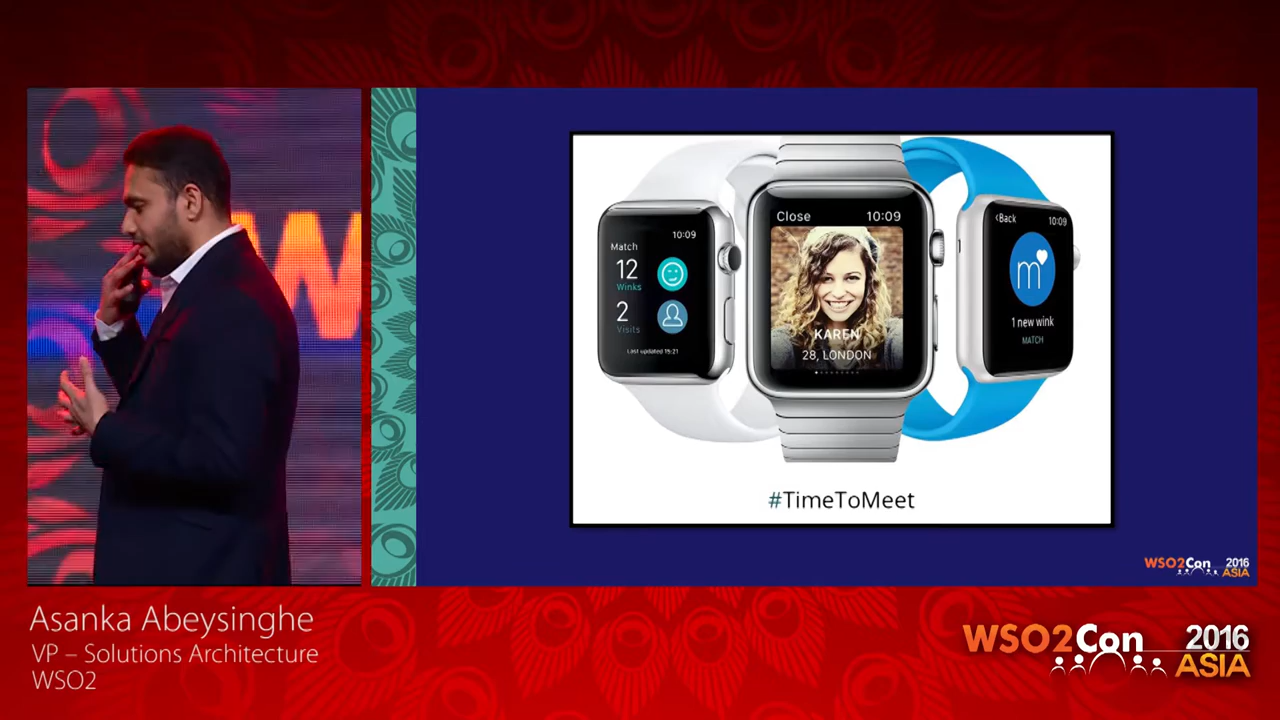 W
Match
12
Winks
2
Visits
10:09
Last updated 15:21
Close 10:09
KAREN
28, LONDON
‹Back 10:09
m
1 new wink
MATCH
#TimeToMeet
WSO2Con 2016
ASIA
Asanka Abeysinghe
VP – Solutions Architecture
WSO2
WSO2Con 2016
ASIA